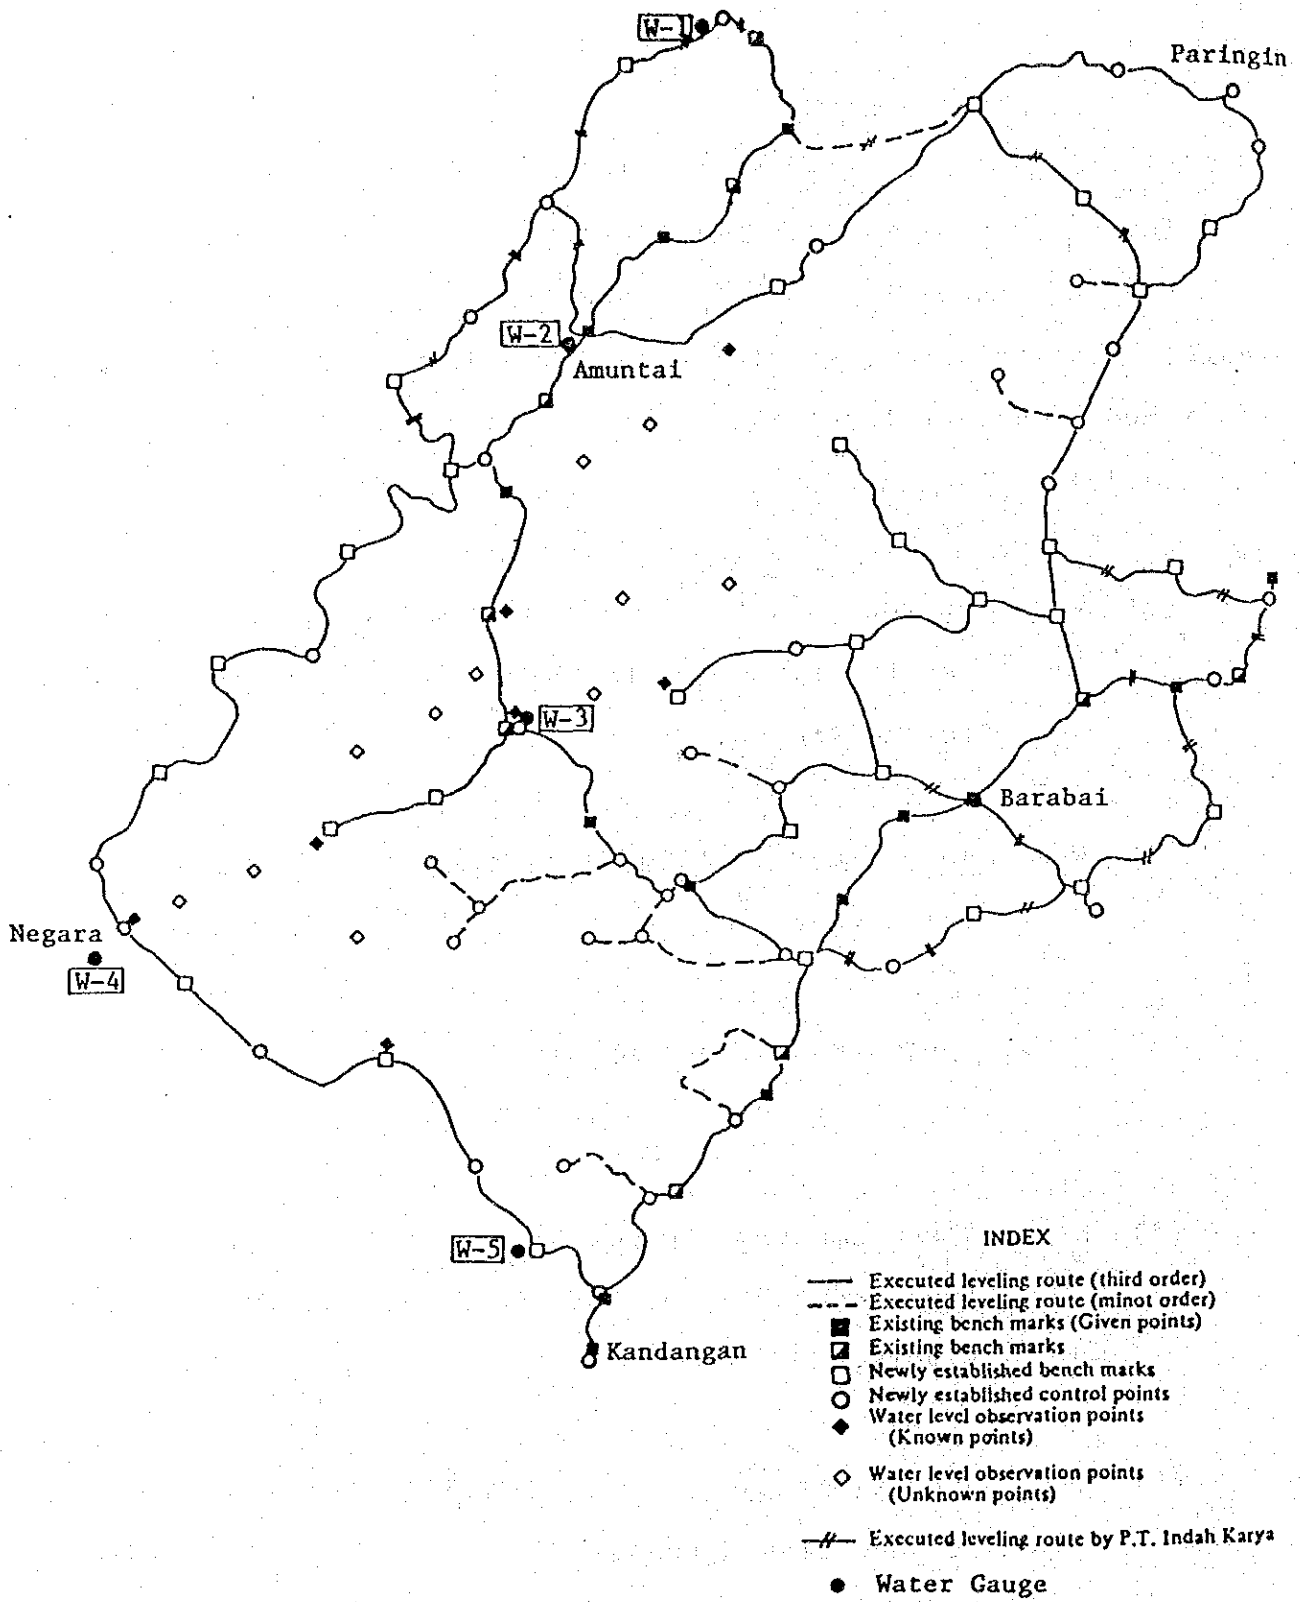 W-1
Paringin
W-2
Amuntai
W-3
Barabai
Negara
W-4
W-5
Kandangan
INDEX
Executed leveling route (third order)
Executed leveling route (minot order)
Existing bench marks (Given points)
Existing bench marks
Newly established bench marks
Newly established control points
Water level observation points
(Known points)
Water level observation points
(Unknown points)
Executed leveling route by P.T. Indah Karya
Water Gauge